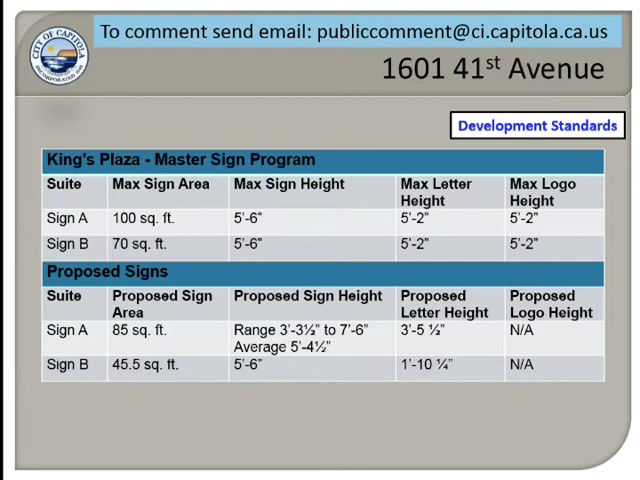 To comment send email: publiccomment@ci.capitola.ca.us
CITY OF CAPITOLA
INCORPORATED 1949
1601 41st Avenue
Development Standards
King's Plaza - Master Sign Program
Suite Max Sign Area Max Sign Height Max Letter Height Max Logo Height
Sign A 100 sq. ft. 5'-6" 5'-2" 5'-2"
Sign B 70 sq. ft. 5'-6" 5'-2" 5'-2"
Proposed Signs
Suite Proposed Sign Area Proposed Sign Height Proposed Letter Height Proposed Logo Height
Sign A 85 sq. ft. Range 3'-3½" to 7'-6" Average 5'-4½" 3'-5 ½" N/A
Sign B 45.5 sq. ft. 5'-6" 1'-10 ¼" N/A